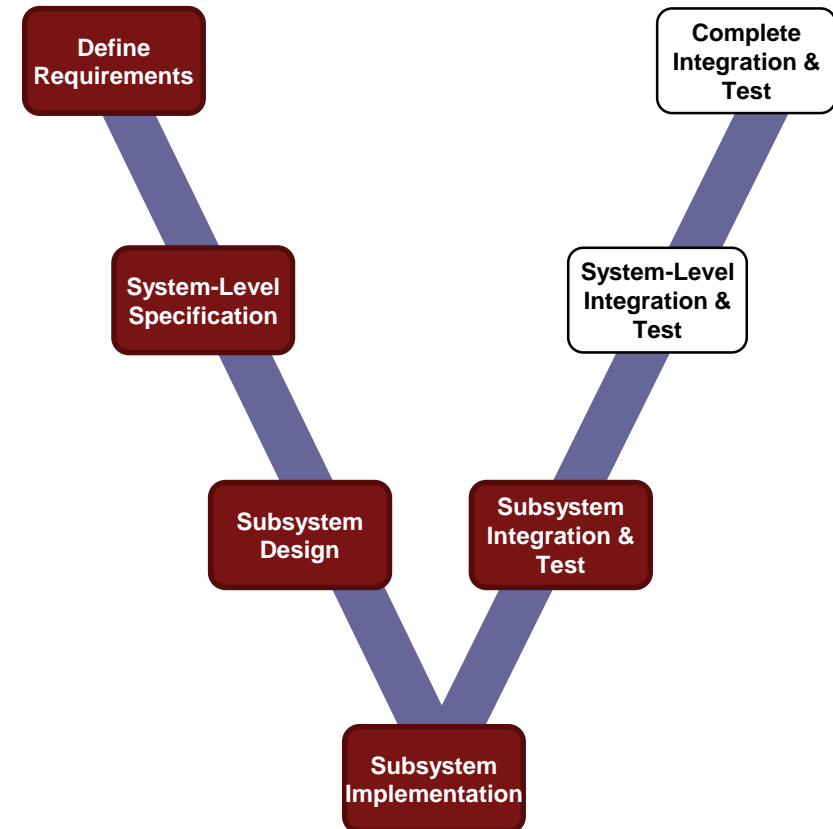 Define
Requirements
Complete
Integration &
Test
System-Level
Specification
System-Level
Integration &
Test
Subsystem
Design
Subsystem
Integration &
Test
Subsystem
Implementation